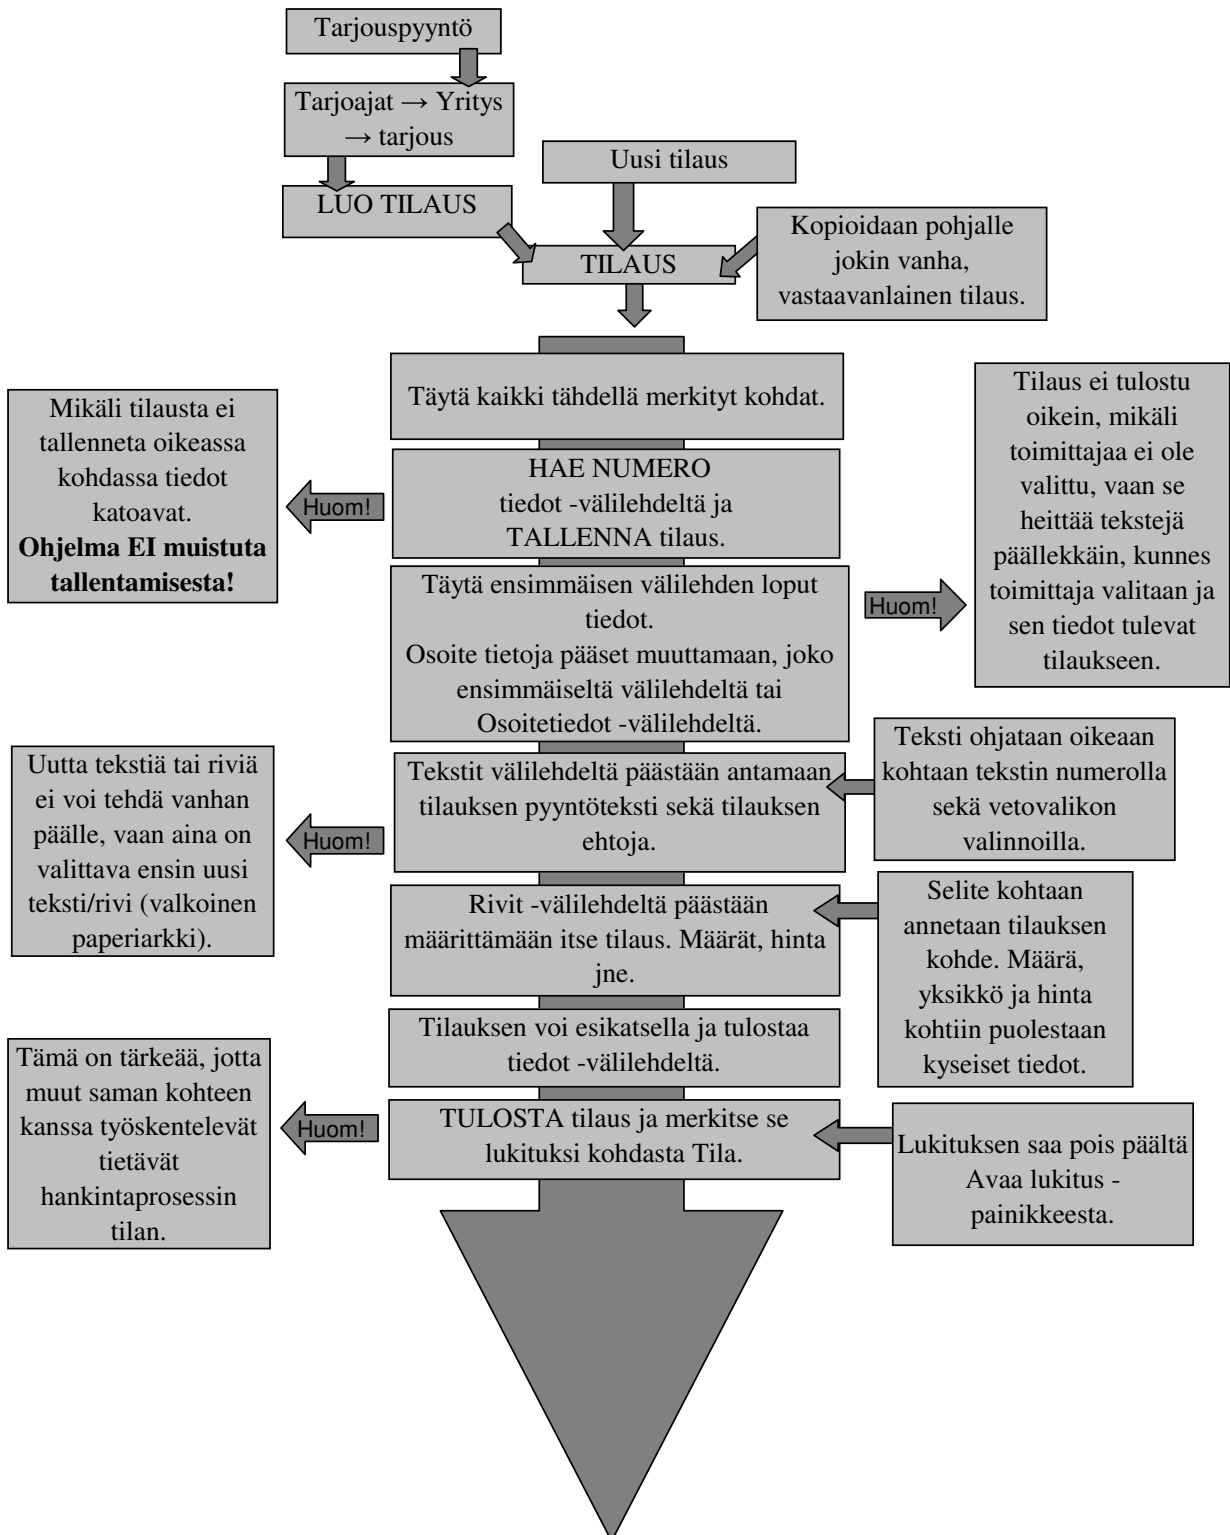 Tarjouspyyntö
Tarjoajat → Yritys
→ tarjous
LUO TILAUS
Uusi tilaus
TILAUS
Kopioidaan pohjalle
jokin vanha,
vastaavanlainen tilaus.
Täytä kaikki tähdellä merkityt kohdat.
Mikäli tilausta ei
tallenneta oikeassa
kohdassa tiedot
katoavat.
Ohjelma EI muistuta
tallentamisesta!
Huom!
HAE NUMERO
tiedot -välilehdeltä ja
TALLENNA tilaus.
Tilaus ei tulostu
oikein, mikäli
toimittajaa ei ole
valittu, vaan se
heittää tekstejä
päällekkäin, kunnes
toimittaja valitaan ja
sen tiedot tulevat
tilaukseen.
Huom!
Täytä ensimmäisen välilehden loput
tiedot.
Osoite tietoja pääset muuttamaan, joko
ensimmäiseltä välilehdeltä tai
Osoitetiedot -välilehdeltä.
Uutta tekstiä tai riviä
ei voi tehdä vanhan
päälle, vaan aina on
valittava ensin uusi
teksti/rivi (valkoinen
paperiarkki).
Huom!
Tekstit välilehdeltä päästään antamaan
tilauksen pyyntöteksti sekä tilauksen
ehtoja.
Teksti ohjataan oikeaan
kohtaan tekstin numerolla
sekä vetovalikon
valinnoilla.
Rivit -välilehdeltä päästään
määrittämään itse tilaus. Määrät, hinta
jne.
Selite kohtaan
annetaan tilauksen
kohde. Määrä,
yksikkö ja hinta
kohtiin puolestaan
kyseiset tiedot.
Tilauksen voi esikatsella ja tulostaa
tiedot -välilehdeltä.
Tämä on tärkeää, jotta
muut saman kohteen
kanssa työskentelevät
tietävät
hankintaprosessin
tilan.
Huom!
TULOSTA tilaus ja merkitse se
lukituksi kohdasta Tila.
Lukituksen saa pois päältä
Avaa lukitus -
painikkeesta.